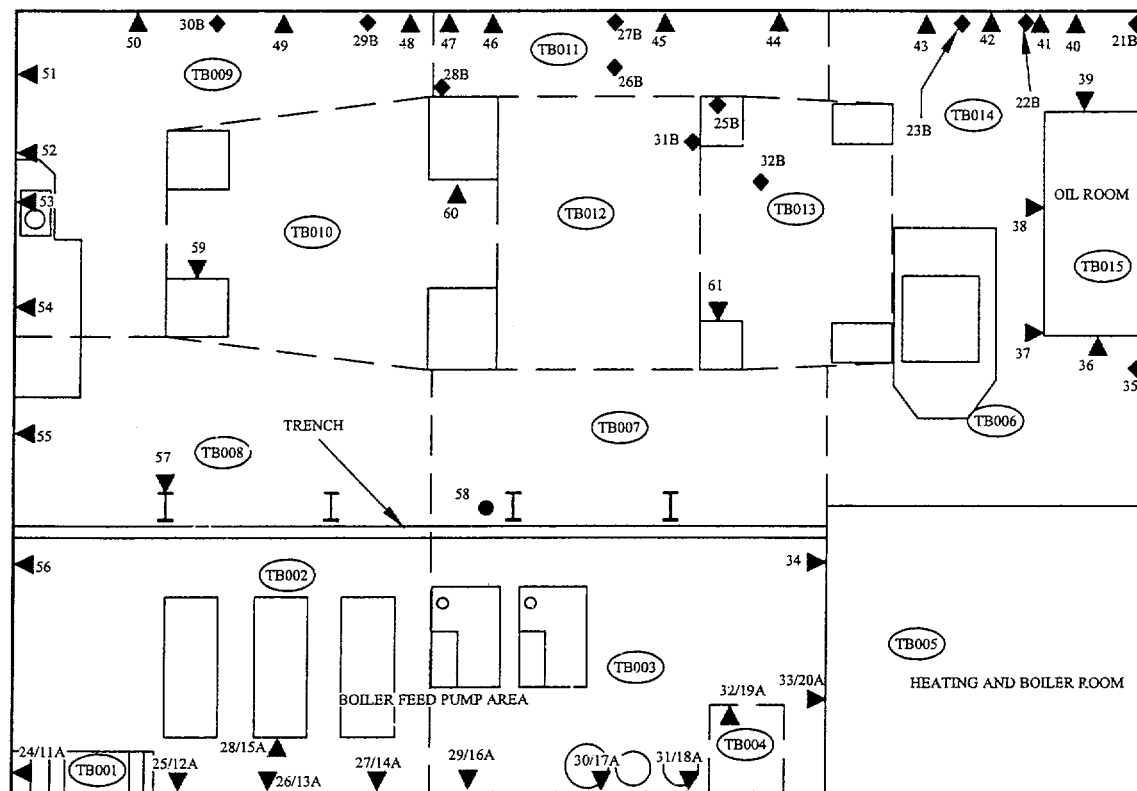 50
30B
49
29B
48
47
46
27B
45
44
43
42
41
40
21B
51
TB009
TB011
28B
26B
39
23B
TB014
22B
25B
31B
52
32B
OIL ROOM
53
60
TB012
TB013
38
TB010
59
TB015
54
61
37
36
35
TRENCH
TB007
TB006
55
57
TB008
58
56
TB002
34
TB005
TB003
HEATING AND BOILER ROOM
BOILER FEED PUMP AREA
32/19A
33/20A
24/11A
28/15A
TB004
TB001
25/12A
26/13A
27/14A
29/16A
30/17A
31/18A